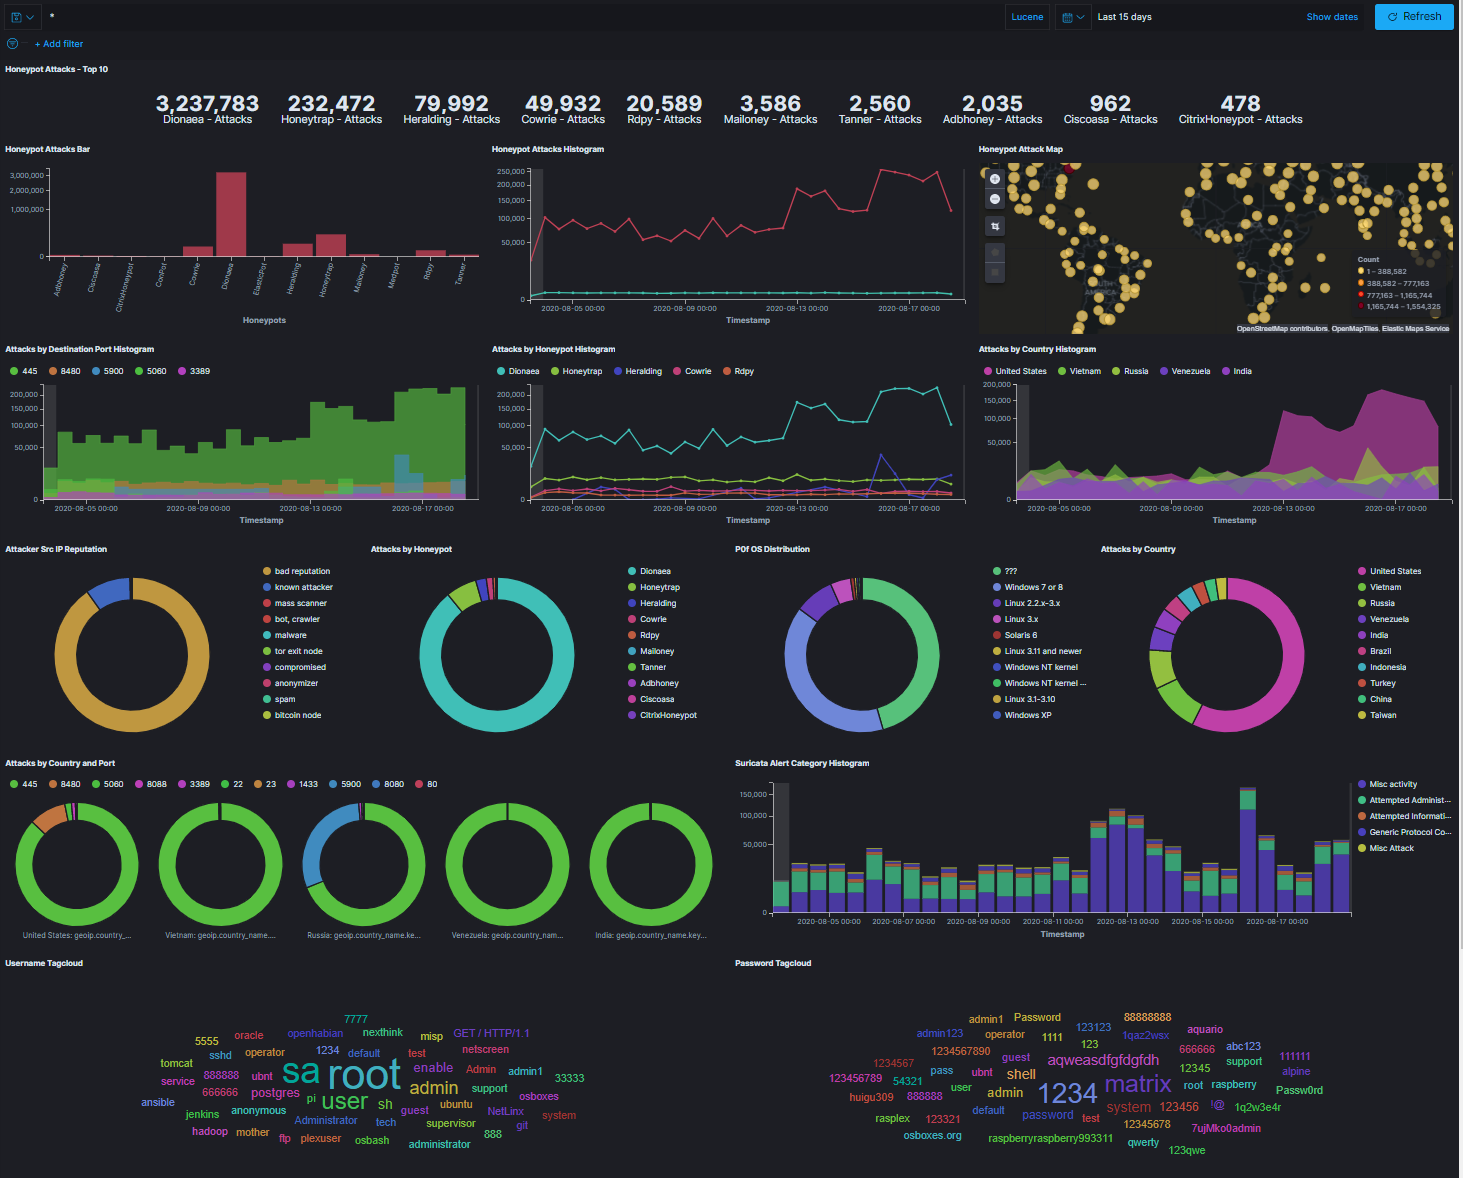 *
Lucene
Last 15 days
Show dates
Refresh
+ Add filter
Honeypot Attacks - Top 10
3,237,783 232,472 79,992 49,932 20,589 3,586 2,560 2,035 962 478
Dionaea - Attacks Honeytrap - Attacks Heralding - Attacks Cowrie - Attacks Rdpy - Attacks Mailoney - Attacks Tanner - Attacks Adbhoney - Attacks Ciscoasa - Attacks CitrixHoneypot - Attacks
Honeypot Attacks Bar
3,000,000
2,000,000
1,000,000
0
Adbhoney
Ciscoasa
CitrixHoneypot
ConPot
Cowrie
Dionaea
ElasticPot
Heralding
Honeytrap
Mailoney
Medpot
Rdpy
Tanner
Honeypots
Honeypot Attacks Histogram
250,000
200,000
150,000
100,000
50,000
0
2020-08-05 00:00 2020-08-09 00:00 2020-08-13 00:00 2020-08-17 00:00
Timestamp
Honeypot Attack Map
SOUTH
AMERICA
Count
1 – 388,582
388,582 – 777,163
777,163 – 1,165,744
1,165,744 – 1,554,325
OpenStreetMap contributors, OpenMapTiles, Elastic Maps Service
Attacks by Destination Port Histogram
445 8480 5900 5060 3389
200,000
150,000
100,000
50,000
0
2020-08-05 00:00 2020-08-09 00:00 2020-08-13 00:00 2020-08-17 00:00
Timestamp
Attacks by Honeypot Histogram
Dionaea Honeytrap Heralding Cowrie Rdpy
200,000
150,000
100,000
50,000
0
2020-08-05 00:00 2020-08-09 00:00 2020-08-13 00:00 2020-08-17 00:00
Timestamp
Attacks by Country Histogram
United States Vietnam Russia Venezuela India
200,000
150,000
100,000
50,000
0
2020-08-05 00:00 2020-08-09 00:00 2020-08-13 00:00 2020-08-17 00:00
Timestamp
Attacker Src IP Reputation
bad reputation
known attacker
mass scanner
bot, crawler
malware
tor exit node
compromised
anonymizer
spam
bitcoin node
Attacks by Honeypot
Dionaea
Honeytrap
Heralding
Cowrie
Rdpy
Mailoney
Tanner
Adbhoney
Ciscoasa
CitrixHoneypot
P0f OS Distribution
???
Windows 7 or 8
Linux 2.2.x-3.x
Linux 3.x
Solaris 6
Linux 3.11 and newer
Windows NT kernel
Windows NT kernel ...
Linux 3.1-3.10
Windows XP
Attacks by Country
United States
Vietnam
Russia
Venezuela
India
Brazil
Indonesia
Turkey
China
Taiwan
Attacks by Country and Port
445 8480 5060 8088 3389 22 23 1433 5900 8080 80
United States: geoip.country_...
Vietnam: geoip.country_name....
Russia: geoip.country_name.ke...
Venezuela: geoip.country_nam...
India: geoip.country_name.key...
Suricata Alert Category Histogram
150,000
100,000
50,000
0
2020-08-05 00:00 2020-08-07 00:00 2020-08-09 00:00 2020-08-11 00:00 2020-08-13 00:00 2020-08-15 00:00 2020-08-17 00:00
Timestamp
Misc activity
Attempted Administ...
Attempted Informati...
Generic Protocol Co...
Misc Attack
Username Tagcloud
7777
5555 oracle openhabian nexthink misp GET / HTTP/1.1
sshd operator 1234 default test netscreen
tomcat sa root enable Admin admin1
service 888888 ubnt admin support 33333
666666 postgres pi user sh osboxes
ansible anonymous guest ubuntu NetLinx system
jenkins Administrator tech supervisor git
hadoop mother ftp plexuser osbash administrator 888
Password Tagcloud
admin1 Password 88888888
admin123 operator 1111 123123 1qaz2wsx aquario
1234567890 123 666666 abc123
1234567 guest aqweasdfgfdgfdh support 111111
pass ubnt shell 12345 alpine
123456789 54321 user matrix root raspberry Passw0rd
huigu309 888888 admin 1234
default password system 123456 !@ 1q2w3e4r
rasplex 123321 test 12345678 7ujMko0admin
osboxes.org raspberryraspberry993311 qwerty
123qwe